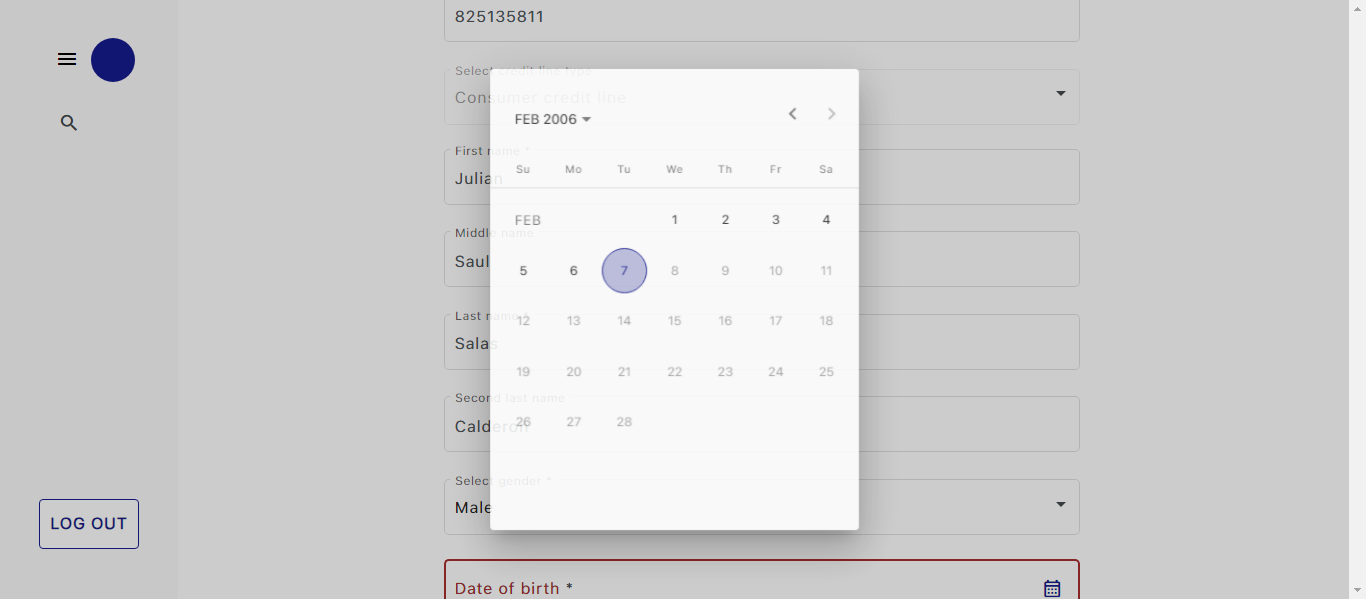 825135811
Select credit line type
Consumer credit line
FEB 2006
First name *
Su Mo Tu We Th Fr Sa
Julian
FEB 1 2 3 4
Middle name
Saul
5 6 7 8 9 10 11
Last name *
12 13 14 15 16 17 18
Salas
19 20 21 22 23 24 25
Second last name
26 27 28
Calderon
Select gender *
Male
LOG OUT
Date of birth *